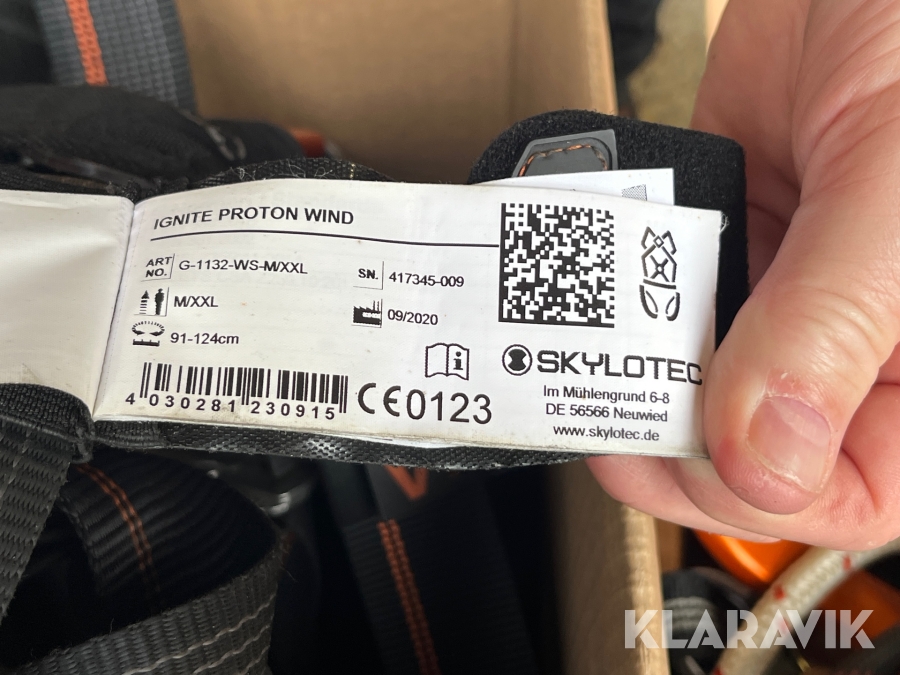 IGNITE PROTON WIND
ART NO. G-1132-WS-M/XXL
SN. 417345-009
M/XXL
09/2020
91-124cm
4 030281 230915
CE0123
i
SKYLOTEC
Im Mühlengrund 6-8
DE 56566 Neuwied
www.skylotec.de
KLARAVIK